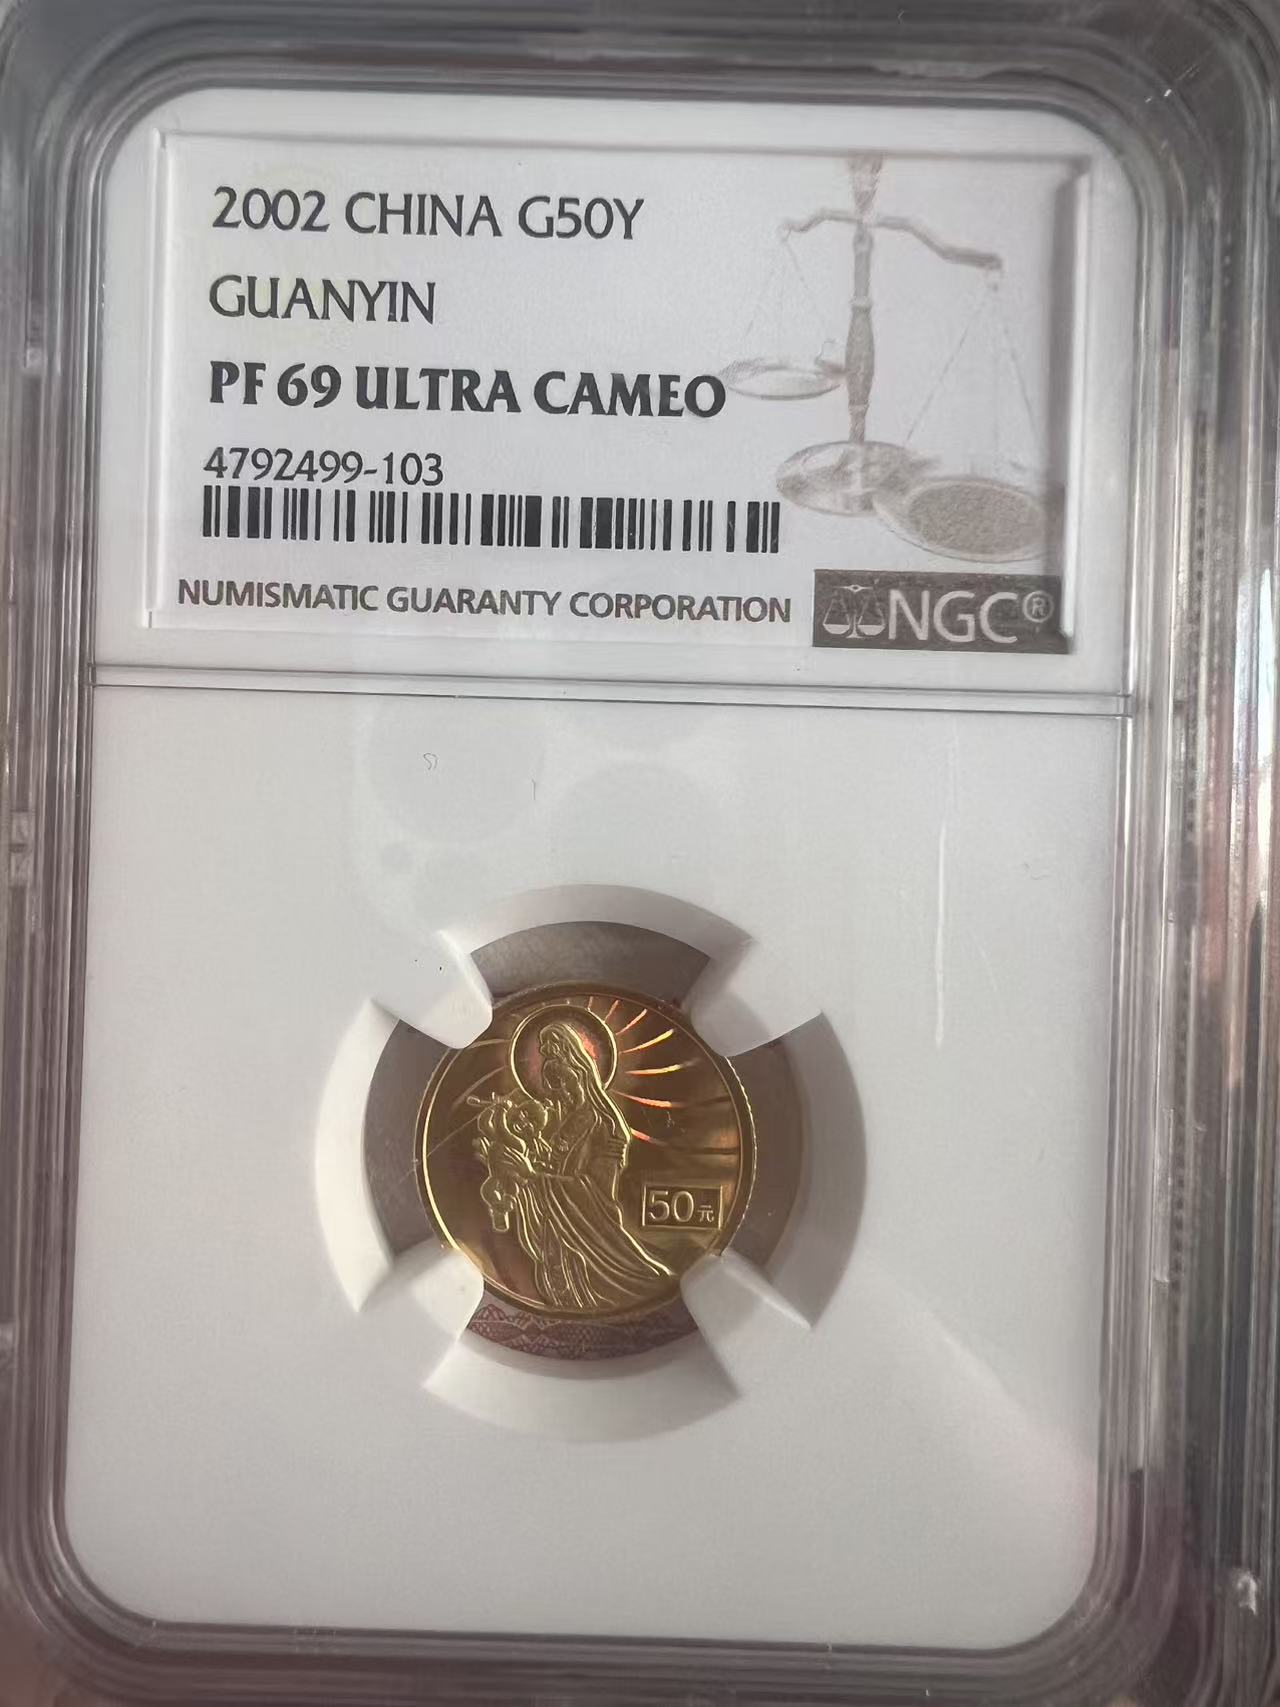 2002 CHINA G50Y
GUANYIN
PF 69 ULTRA CAMEO
4792499-103
NUMISMATIC GUARANTY CORPORATION
NGC®
50元